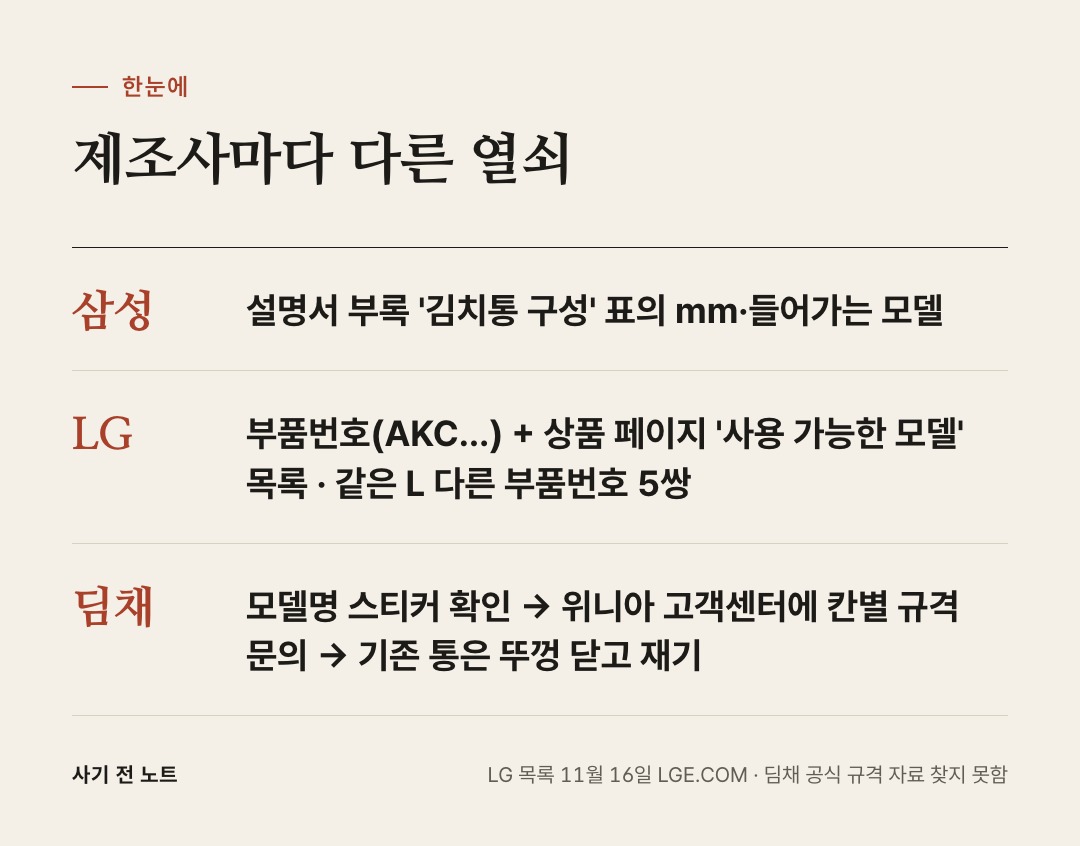 한눈에
제조사마다 다른 열쇠
삼성
설명서 부록 '김치통 구성' 표의 mm·들어가는 모델
LG
부품번호(AKC...) + 상품 페이지 '사용 가능한 모델'
목록 · 같은 L 다른 부품번호 5쌍
딤채
모델명 스티커 확인 → 위니아 고객센터에 칸별 규격
문의 → 기존 통은 뚜껑 닫고 재기
사기 전 노트
LG 목록 11월 16일 LGE.COM · 딤채 공식 규격 자료 찾지 못함